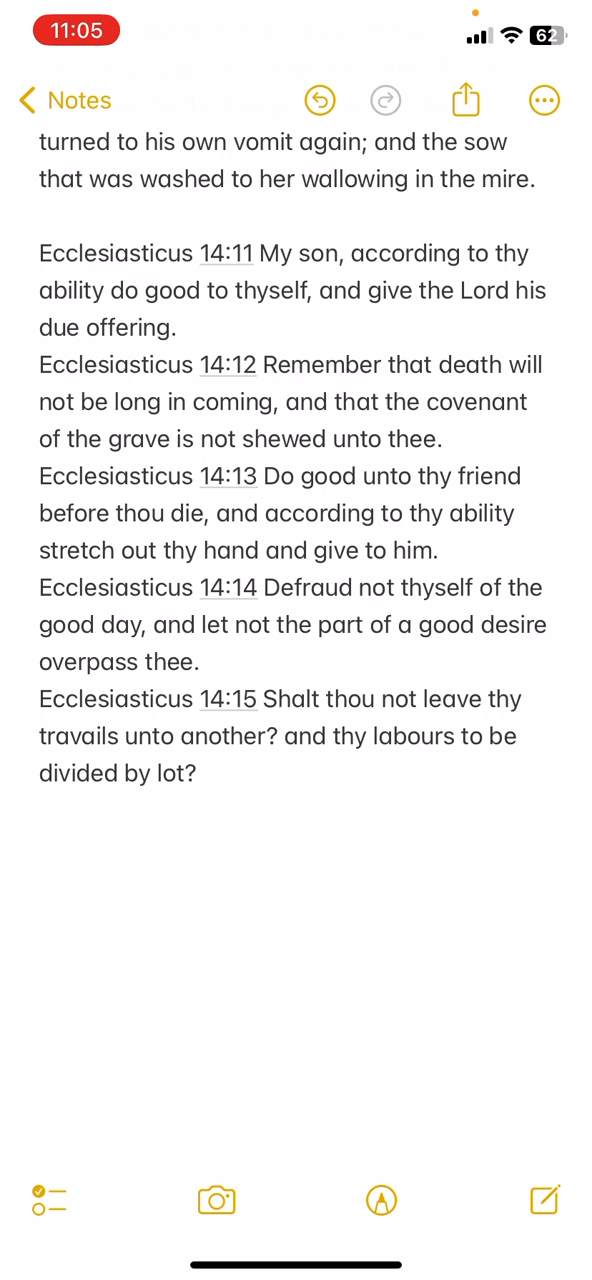 11:05
62
Notes
turned to his own vomit again; and the sow
that was washed to her wallowing in the mire.
Ecclesiasticus 14:11 My son, according to thy
ability do good to thyself, and give the Lord his
due offering.
Ecclesiasticus 14:12 Remember that death will
not be long in coming, and that the covenant
of the grave is not shewed unto thee.
Ecclesiasticus 14:13 Do good unto thy friend
before thou die, and according to thy ability
stretch out thy hand and give to him.
Ecclesiasticus 14:14 Defraud not thyself of the
good day, and let not the part of a good desire
overpass thee.
Ecclesiasticus 14:15 Shalt thou not leave thy
travails unto another? and thy labours to be
divided by lot?